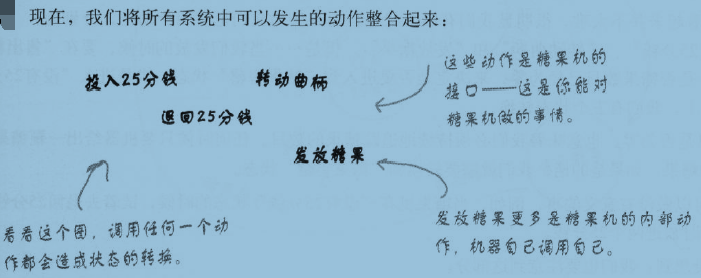 现在，我们将所有系统中可以发生的动作整合起来：
投入25分钱 转动曲柄
退回25分钱
发放糖果
这些动作是糖果机的
接口——这是你能对
糖果机做的事情。
看看这个图，调用任何一个动
作都会造成状态的转换。
发放糖果更多是糖果机的内部动
作，机器自己调用自己。